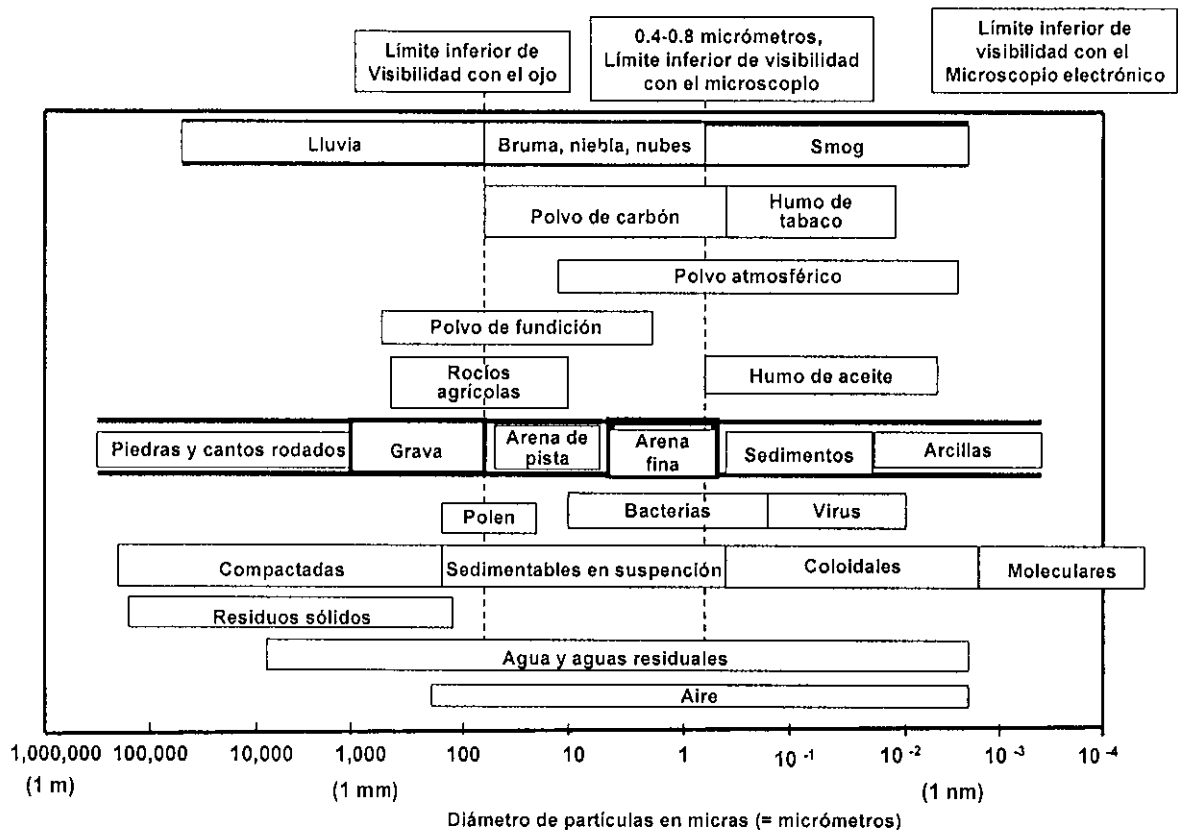 Límite inferior de
Visibilidad con el ojo
0.4-0.8 micrómetros,
Límite inferior de visibilidad
con el microscopio
Límite inferior de
visibilidad con el
Microscopio electrónico
Lluvia
Bruma, niebla, nubes
Smog
Polvo de carbón
Humo de
tabaco
Polvo atmosférico
Polvo de fundición
Rocíos
agrícolas
Humo de aceite
Piedras y cantos rodados
Grava
Arena de
pista
Arena
fina
Sedimentos
Arcillas
Polen
Bacterias
Virus
Compactadas
Sedimentables en suspención
Coloidales
Moleculares
Residuos sólidos
Agua y aguas residuales
Aire
1,000,000
100,000
10,000
1,000
100
10
1
10⁻¹
10⁻²
10⁻³
10⁻⁴
(1 m)
(1 mm)
(1 nm)
Diámetro de partículas en micras (= micrómetros)